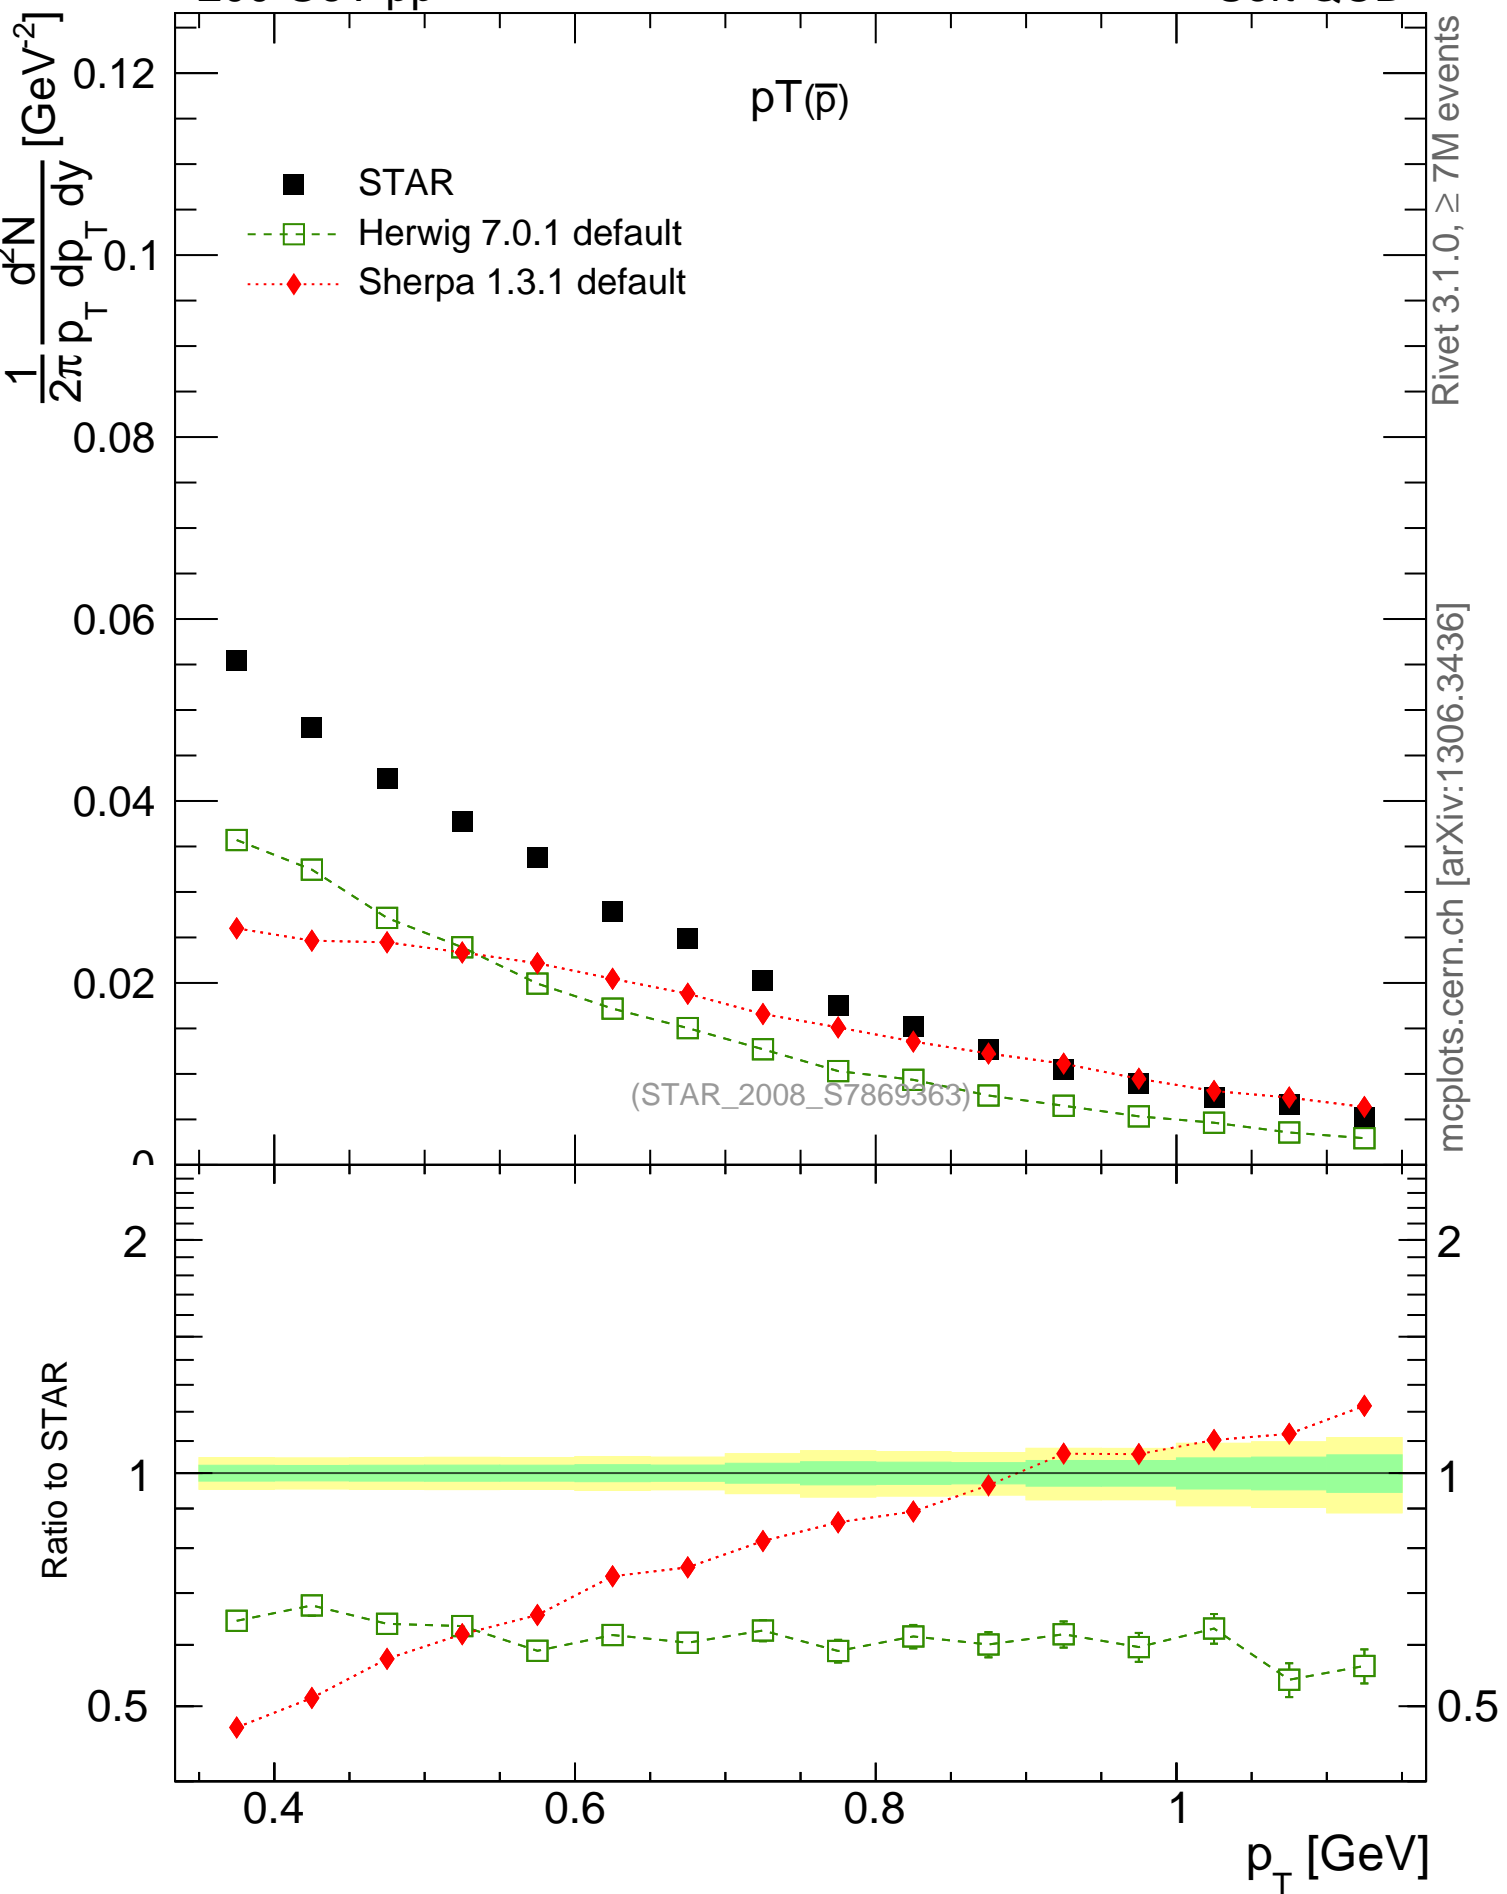 pT(p̅)
STAR
Herwig 7.0.1 default
Sherpa 1.3.1 default
1/2π d²N/p_T dp_T dy [GeV⁻²]
0.12
0.1
0.08
0.06
0.04
0.02
0
(STAR_2008_S7869363)
Rivet 3.1.0, ≥ 7M events
mcplots.cern.ch [arXiv:1306.3436]
Ratio to STAR
2
1
0.5
2
1
0.5
0.4 0.6 0.8 1
p_T [GeV]